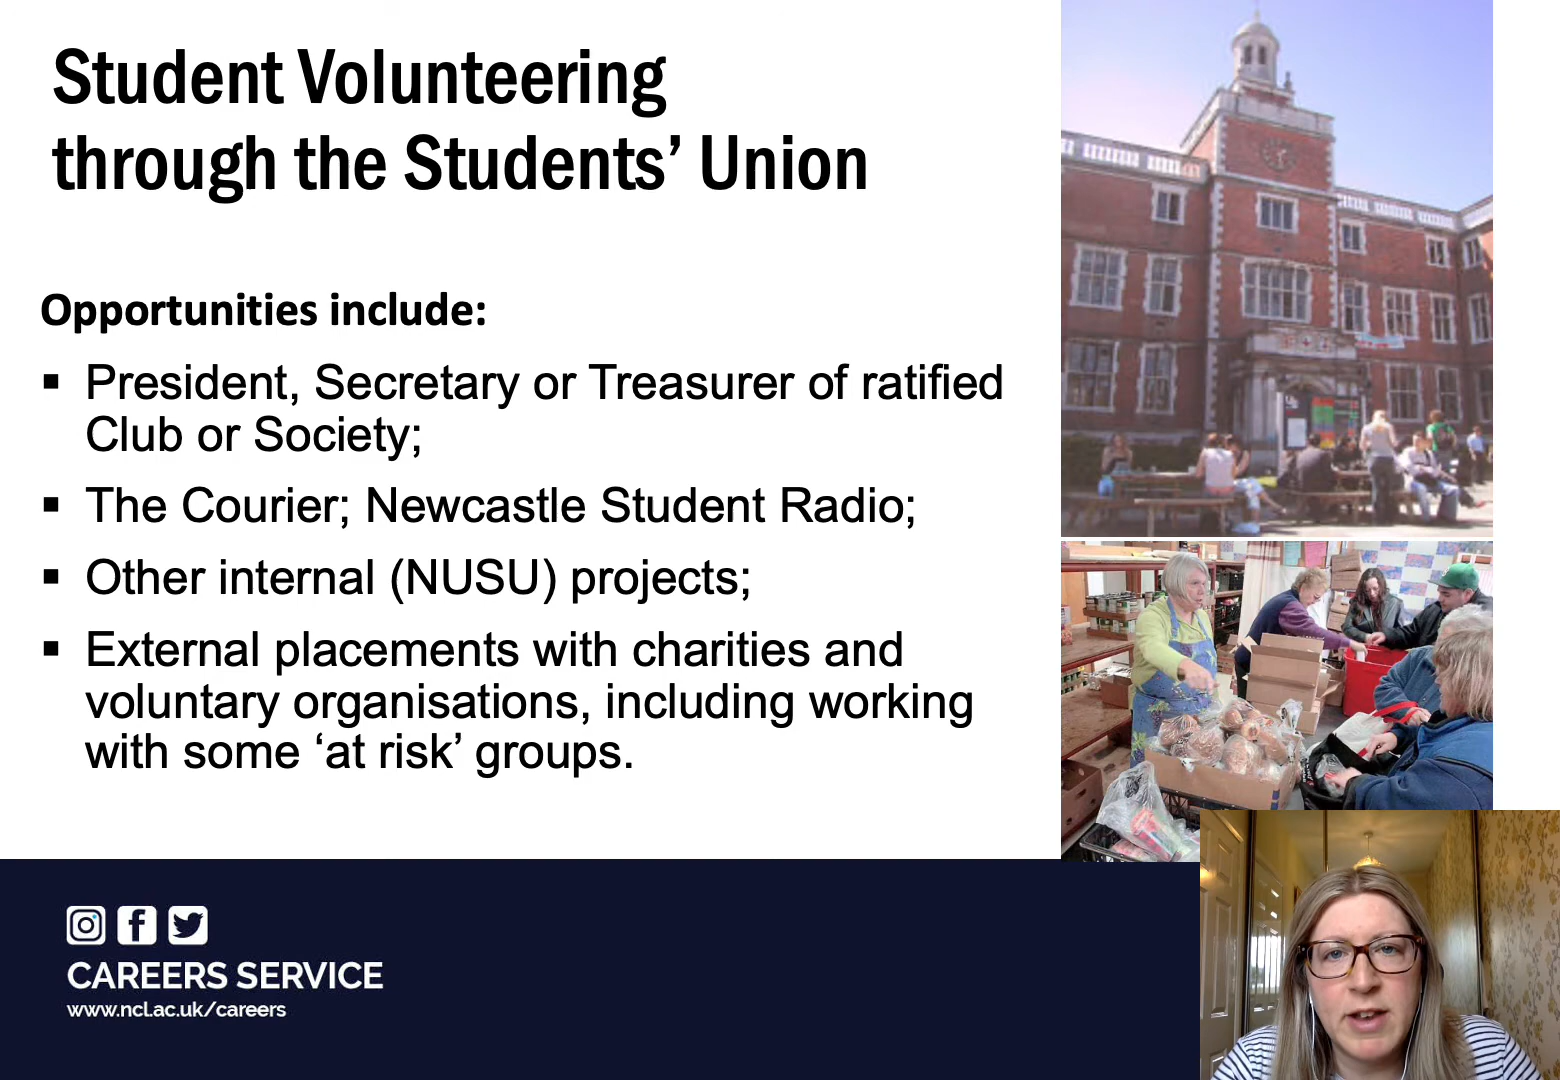 Student Volunteering
through the Students’ Union
Opportunities include:
▪ President, Secretary or Treasurer of ratified
Club or Society;
▪ The Courier; Newcastle Student Radio;
▪ Other internal (NUSU) projects;
▪ External placements with charities and
voluntary organisations, including working
with some ‘at risk’ groups.
CAREERS SERVICE
www.ncl.ac.uk/careers